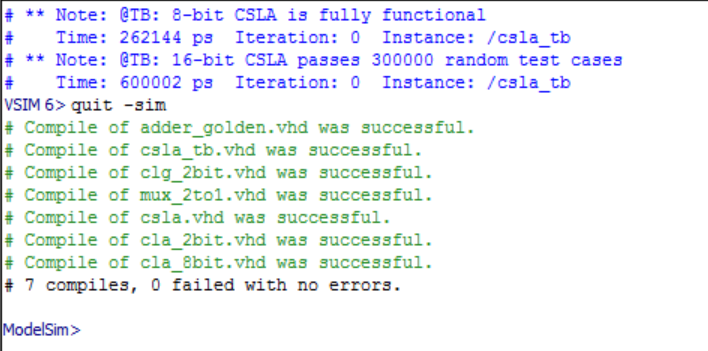 # ** Note: @TB: 8-bit CSLA is fully functional
#    Time: 262144 ps  Iteration: 0  Instance: /csla_tb
# ** Note: @TB: 16-bit CSLA passes 300000 random test cases
#    Time: 600002 ps  Iteration: 0  Instance: /csla_tb
VSIM 6> quit -sim
# Compile of adder_golden.vhd was successful.
# Compile of csla_tb.vhd was successful.
# Compile of clg_2bit.vhd was successful.
# Compile of mux_2to1.vhd was successful.
# Compile of csla.vhd was successful.
# Compile of cla_2bit.vhd was successful.
# Compile of cla_8bit.vhd was successful.
# 7 compiles, 0 failed with no errors.
ModelSim>